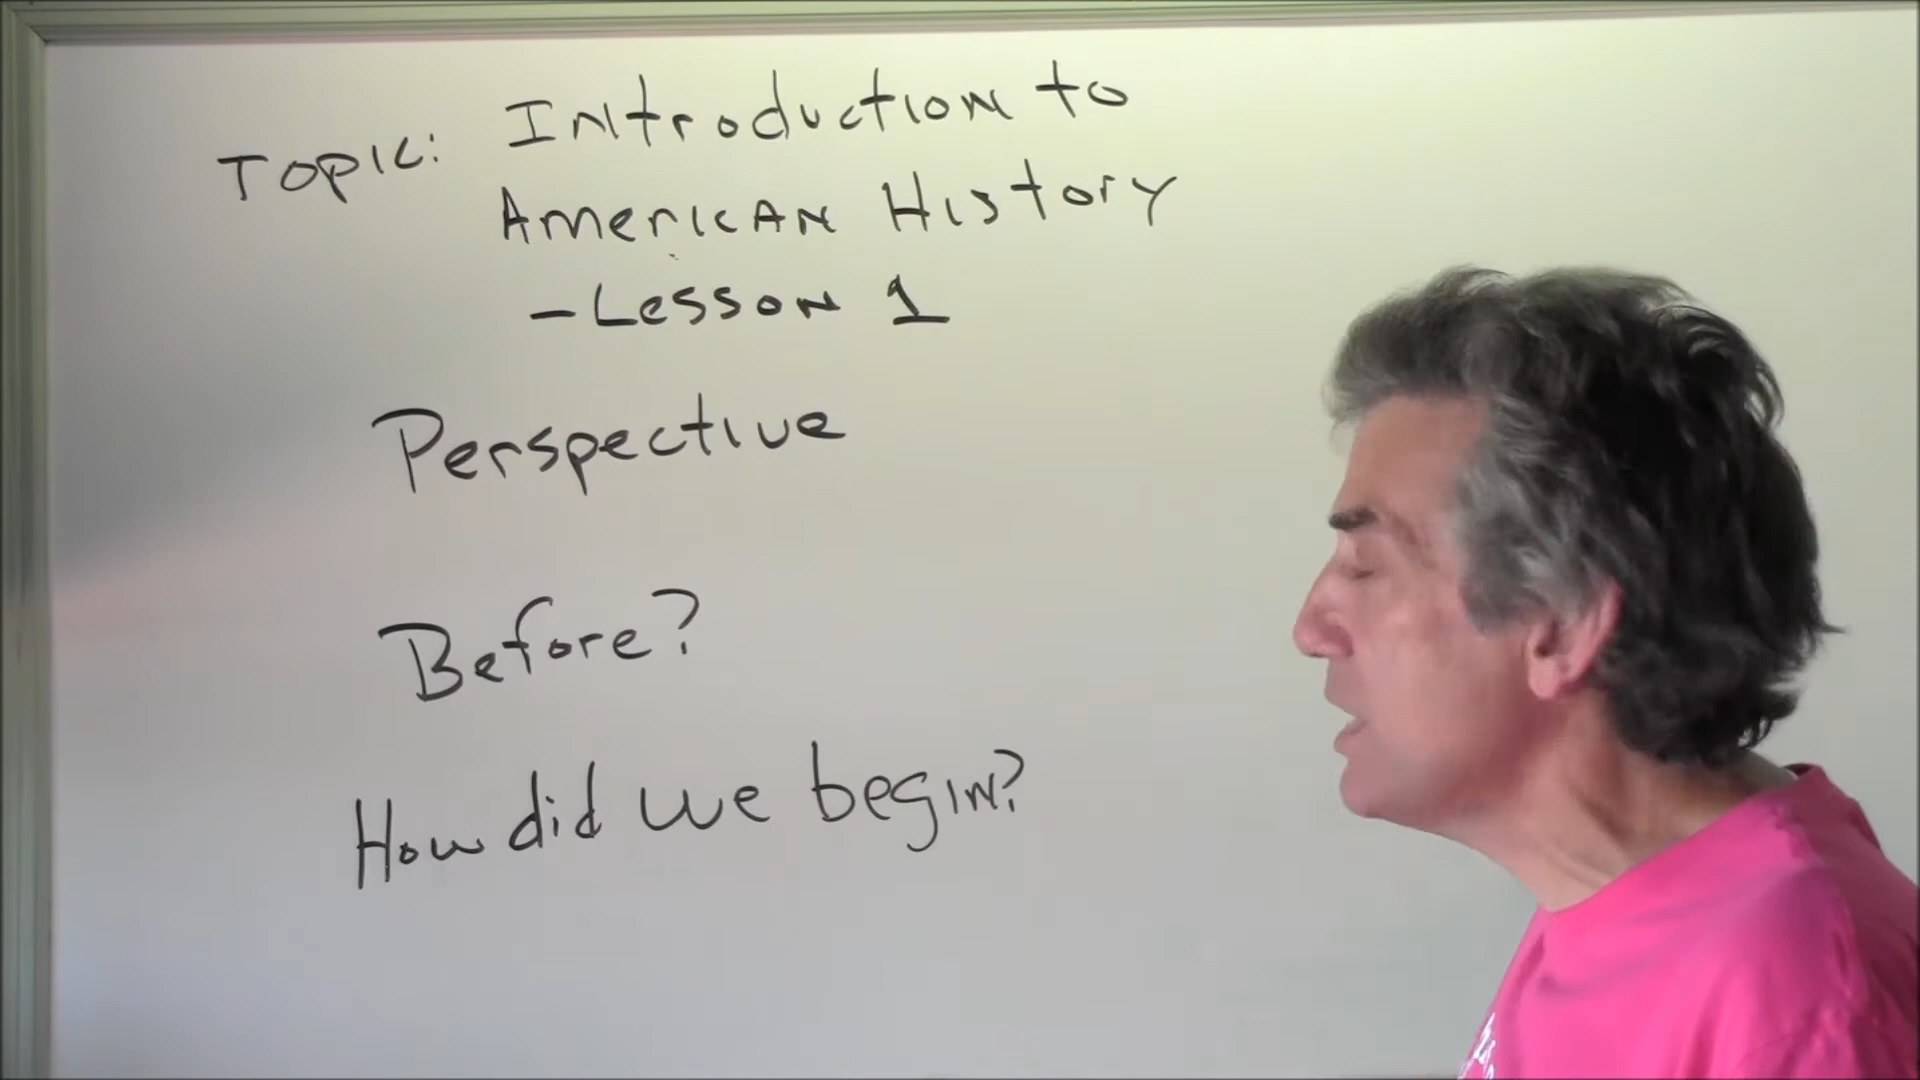 Topic: Introduction to
American History
- Lesson 1
Perspective
Before?
How did we begin?